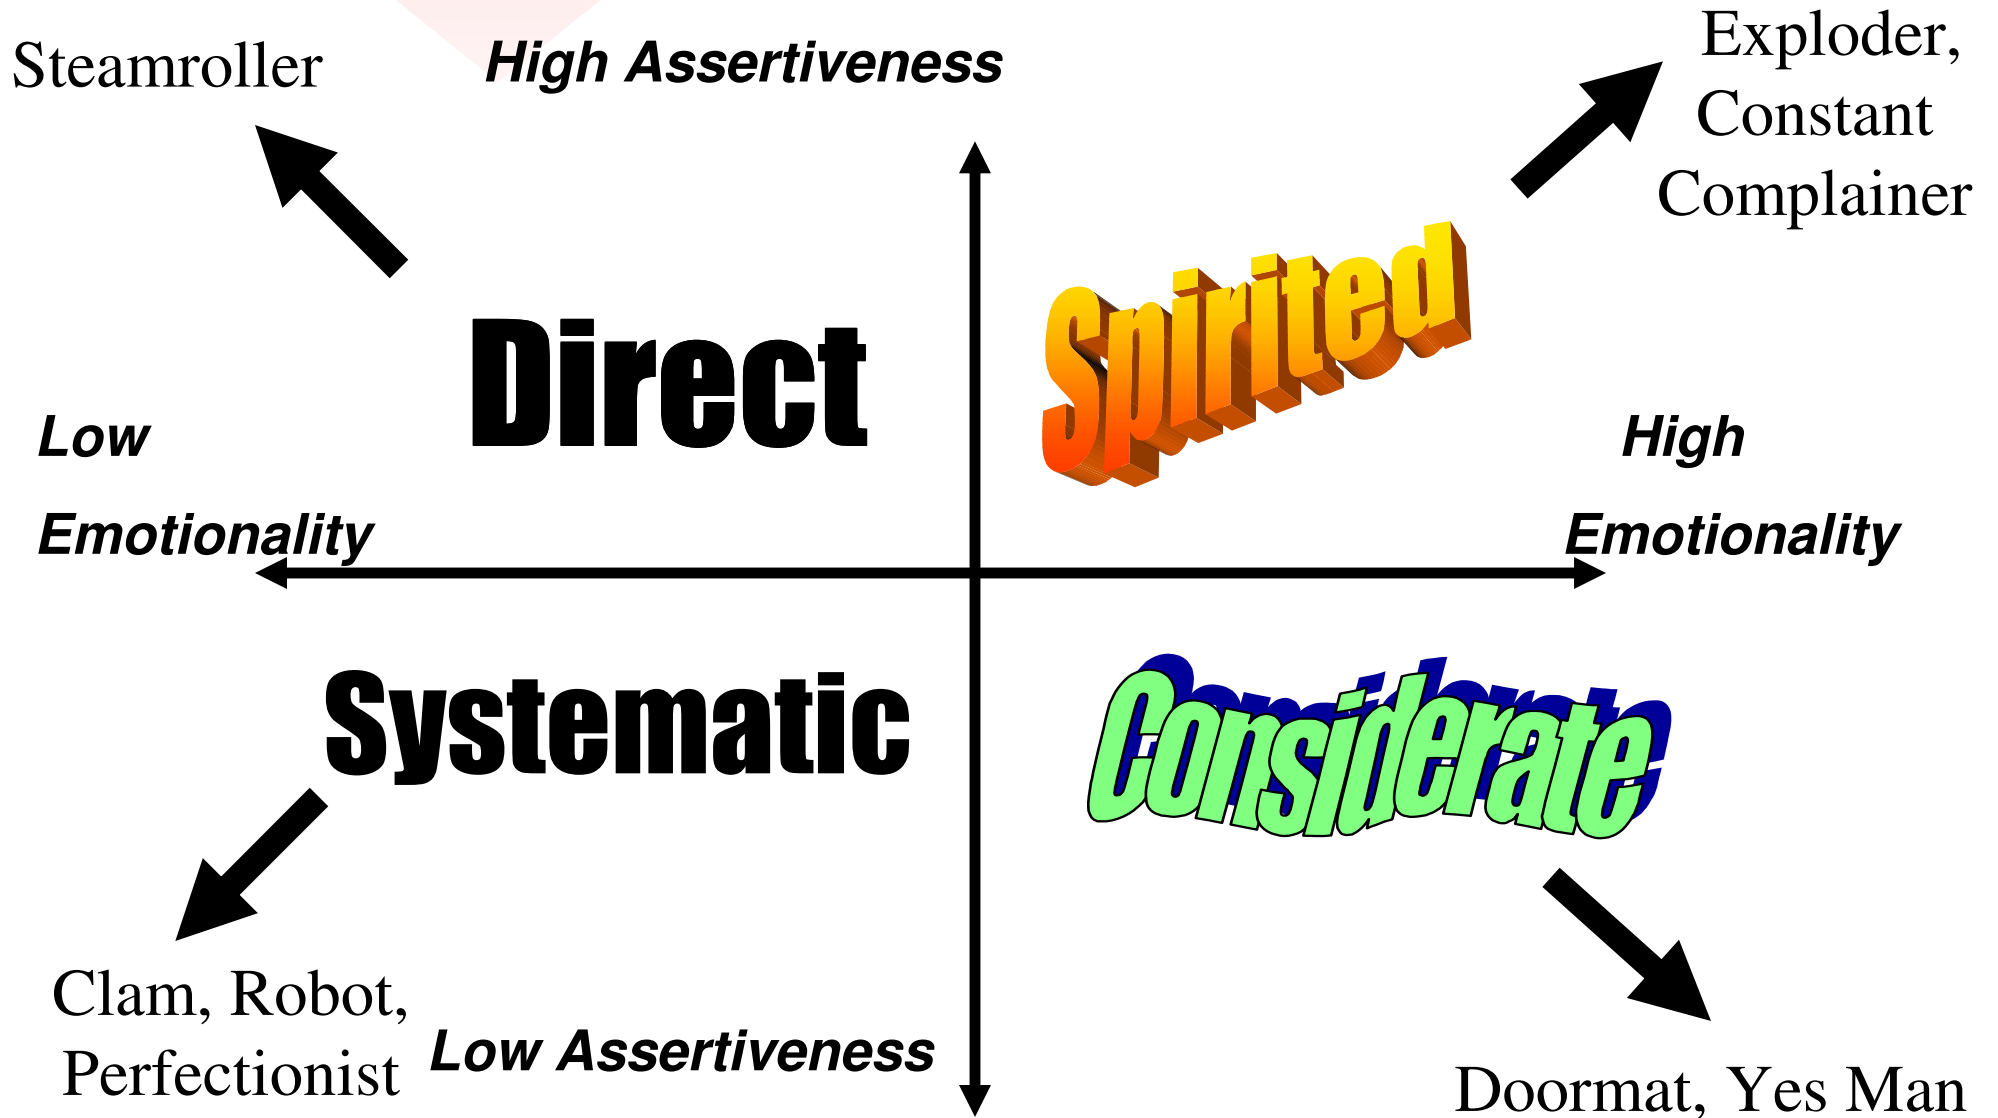 Steamroller
High Assertiveness
Exploder,
Constant
Complainer
Direct
Spirited
Low
Emotionality
High
Emotionality
Systematic
Considerate
Clam, Robot,
Perfectionist
Low Assertiveness
Doormat, Yes Man